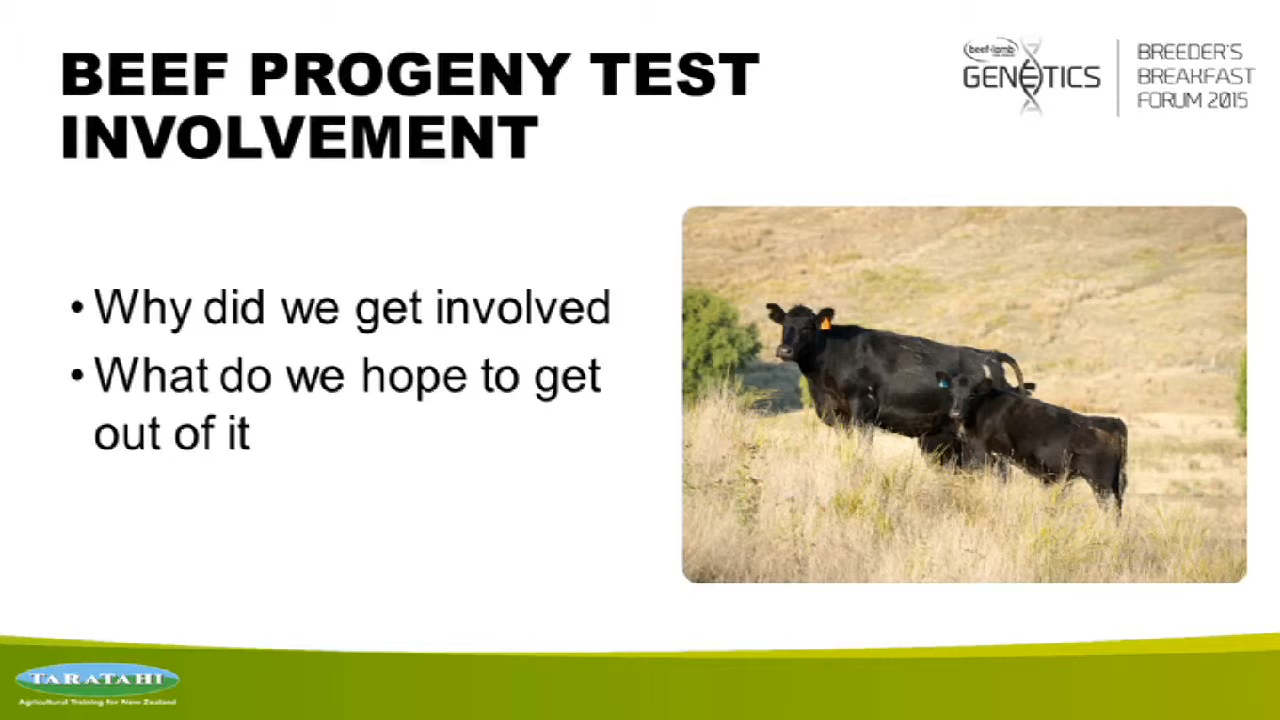 BEEF PROGENY TEST
INVOLVEMENT
beef+lamb
GENETICS
BREEDER'S
BREAKFAST
FORUM 2015
• Why did we get involved
• What do we hope to get
out of it
TARATAHI
Agricultural Training for New Zealand